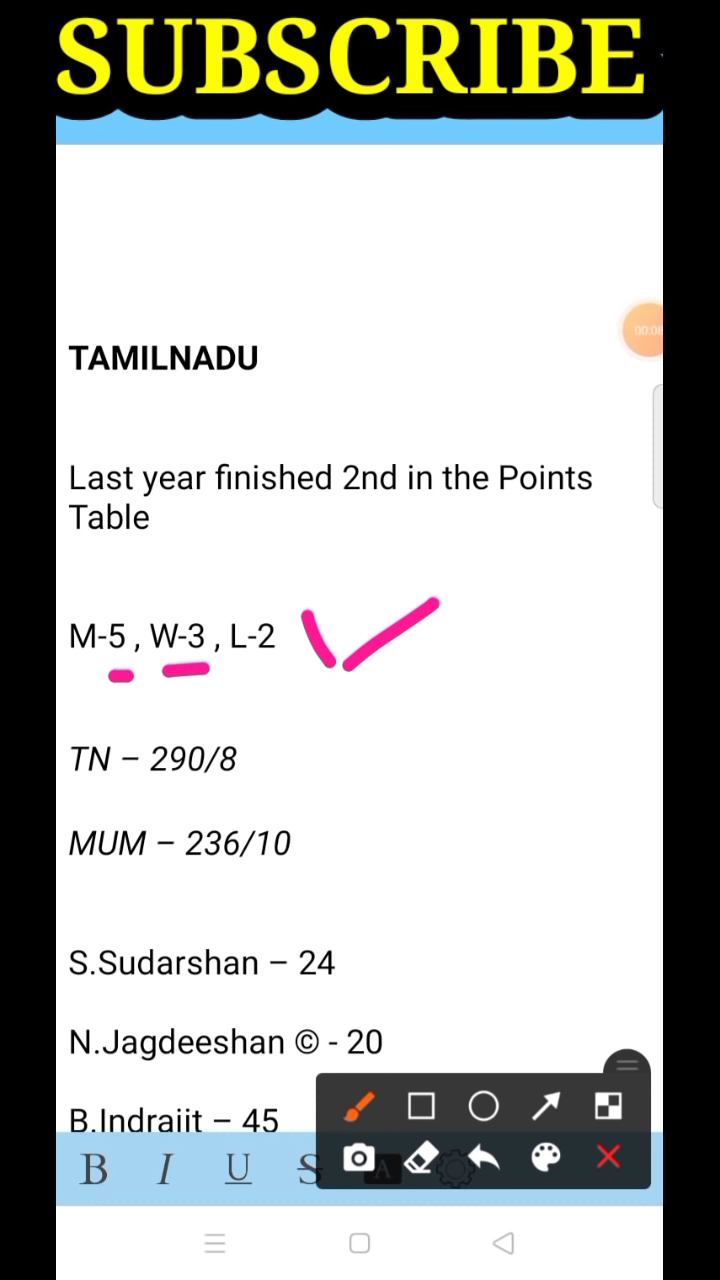 SUBSCRIBE
TAMILNADU
Last year finished 2nd in the Points
Table
M-5 , W-3 , L-2
TN – 290/8
MUM – 236/10
S.Sudarshan – 24
N.Jagdeeshan © - 20
B.Indrajit – 45
B I U S A